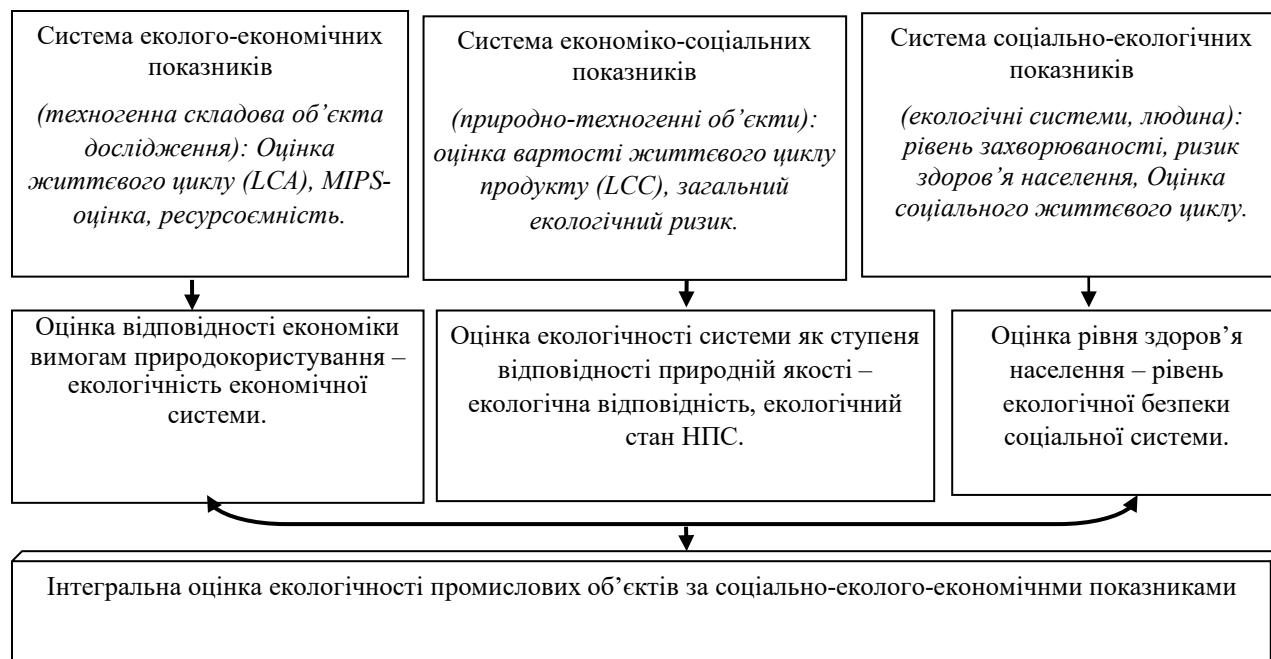 Система еколого-економічних
показників
(техногенна складова об’єкта
дослідження): Оцінка
життєвого циклу (LCA), MIPS-
оцінка, ресурсоємність.
Система економіко-соціальних
показників
(природно-техногенні об’єкти):
оцінка вартості життєвого циклу
продукту (LCC), загальний
екологічний ризик.
Система соціально-екологічних
показників
(екологічні системи, людина):
рівень захворюваності, ризик
здоров’я населення, Оцінка
соціального життєвого циклу.
Оцінка відповідності економіки
вимогам природокористування –
екологічність економічної
системи.
Оцінка екологічності системи як ступеня
відповідності природній якості –
екологічна відповідність, екологічний
стан НПС.
Оцінка рівня здоров’я
населення – рівень
екологічної безпеки
соціальної системи.
Інтегральна оцінка екологічності промислових об’єктів за соціально-еколого-економічнми показниками